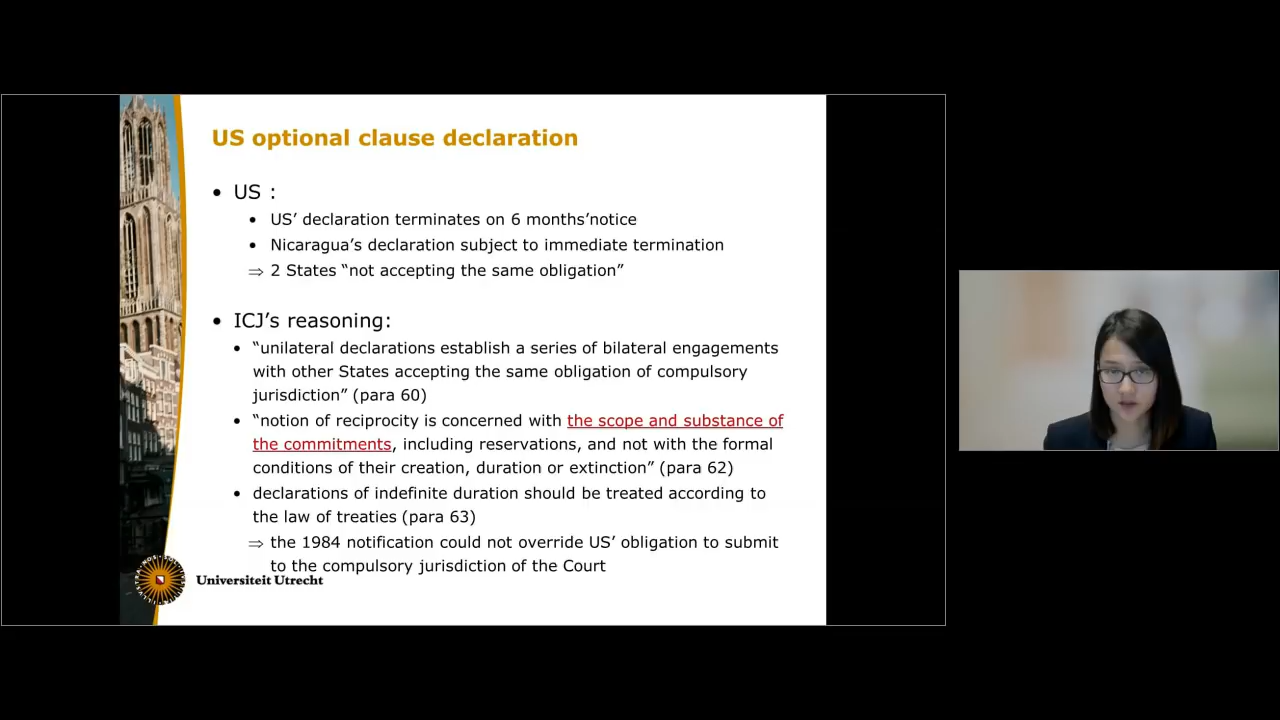 US optional clause declaration
• US :
• US’ declaration terminates on 6 months’notice
• Nicaragua’s declaration subject to immediate termination
⇒ 2 States “not accepting the same obligation”
• ICJ’s reasoning:
• “unilateral declarations establish a series of bilateral engagements
with other States accepting the same obligation of compulsory
jurisdiction” (para 60)
• “notion of reciprocity is concerned with the scope and substance of
the commitments, including reservations, and not with the formal
conditions of their creation, duration or extinction” (para 62)
• declarations of indefinite duration should be treated according to
the law of treaties (para 63)
⇒ the 1984 notification could not override US’ obligation to submit
to the compulsory jurisdiction of the Court
Universiteit Utrecht